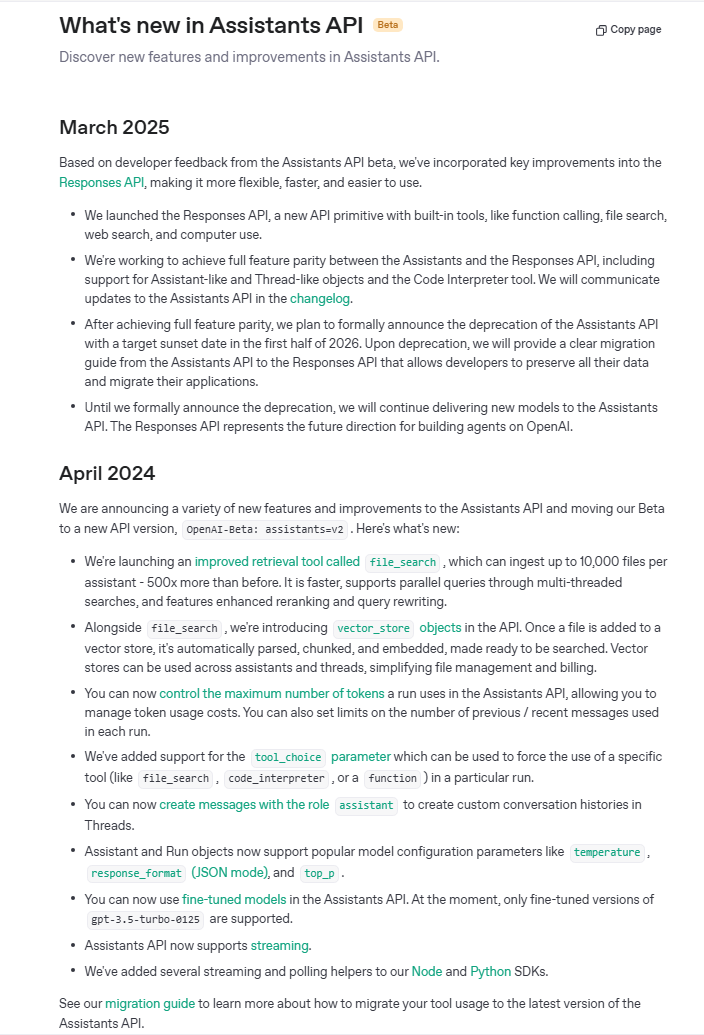 What's new in Assistants API Beta
Copy page
Discover new features and improvements in Assistants API.
March 2025
Based on developer feedback from the Assistants API beta, we've incorporated key improvements into the
Responses API, making it more flexible, faster, and easier to use.
• We launched the Responses API, a new API primitive with built-in tools, like function calling, file search,
web search, and computer use.
• We're working to achieve full feature parity between the Assistants and the Responses API, including
support for Assistant-like and Thread-like objects and the Code Interpreter tool. We will communicate
updates to the Assistants API in the changelog.
• After achieving full feature parity, we plan to formally announce the deprecation of the Assistants API
with a target sunset date in the first half of 2026. Upon deprecation, we will provide a clear migration
guide from the Assistants API to the Responses API that allows developers to preserve all their data
and migrate their applications.
• Until we formally announce the deprecation, we will continue delivering new models to the Assistants
API. The Responses API represents the future direction for building agents on OpenAI.
April 2024
We are announcing a variety of new features and improvements to the Assistants API and moving our Beta
to a new API version, OpenAI-Beta: assistants=v2 . Here's what's new:
• We're launching an improved retrieval tool called file_search , which can ingest up to 10,000 files per
assistant - 500x more than before. It is faster, supports parallel queries through multi-threaded
searches, and features enhanced reranking and query rewriting.
• Alongside file_search , we're introducing vector_store objects in the API. Once a file is added to a
vector store, it's automatically parsed, chunked, and embedded, made ready to be searched. Vector
stores can be used across assistants and threads, simplifying file management and billing.
• You can now control the maximum number of tokens a run uses in the Assistants API, allowing you to
manage token usage costs. You can also set limits on the number of previous / recent messages used
in each run.
• We've added support for the tool_choice parameter which can be used to force the use of a specific
tool (like file_search , code_interpreter , or a function ) in a particular run.
• You can now create messages with the role assistant to create custom conversation histories in
Threads.
• Assistant and Run objects now support popular model configuration parameters like temperature ,
response_format (JSON mode), and top_p .
• You can now use fine-tuned models in the Assistants API. At the moment, only fine-tuned versions of
gpt-3.5-turbo-0125 are supported.
• Assistants API now supports streaming.
• We've added several streaming and polling helpers to our Node and Python SDKs.
See our migration guide to learn more about how to migrate your tool usage to the latest version of the
Assistants API.